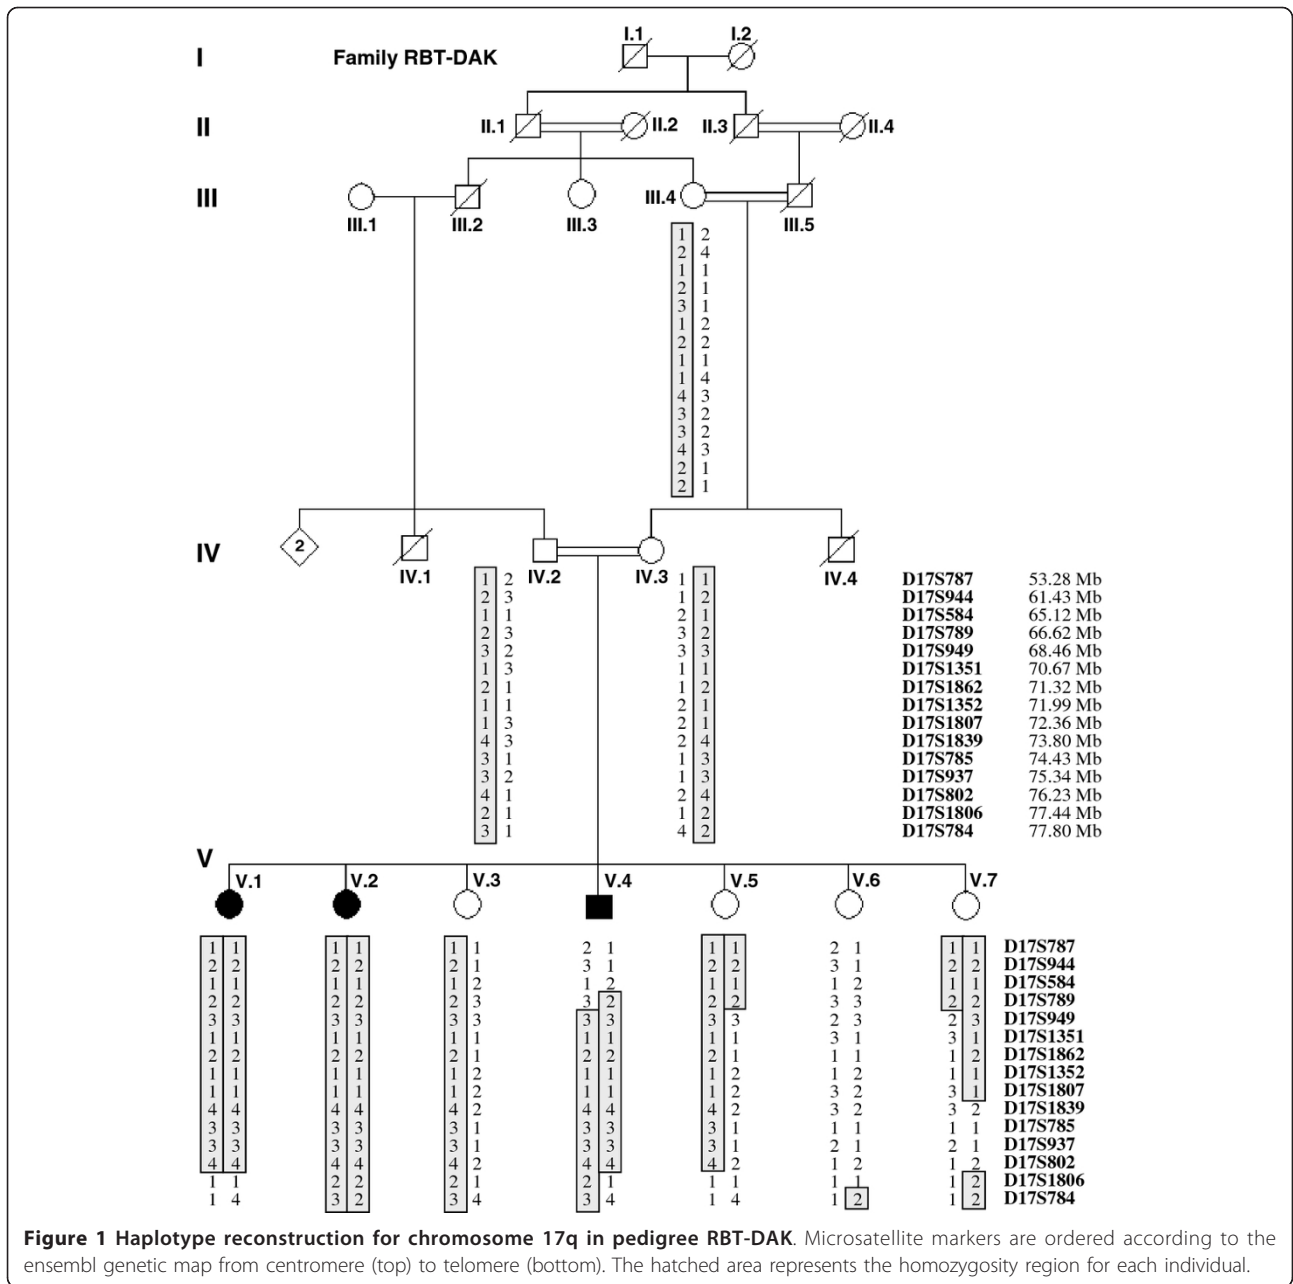 I Family RBT-DAK I.1 I.2
II II.1 II.2 II.3 II.4
III III.4 III.5
III.1 III.2 III.3
1 2
2 4
1 1
2 1
3 1
1 2
2 2
1 1
1 4
4 3
3 2
3 2
4 3
2 1
2 1
IV 2
IV.1 IV.2 IV.3 IV.4
1 2 1 1 D17S787 53.28 Mb
2 3 1 2 D17S944 61.43 Mb
1 1 2 1 D17S584 65.12 Mb
2 3 3 2 D17S789 66.62 Mb
3 2 3 3 D17S949 68.46 Mb
1 3 1 1 D17S1351 70.67 Mb
2 1 1 2 D17S1862 71.32 Mb
1 1 2 1 D17S1352 71.99 Mb
1 3 2 1 D17S1807 72.36 Mb
4 3 2 4 D17S1839 73.80 Mb
3 1 1 3 D17S785 74.43 Mb
3 2 1 3 D17S937 75.34 Mb
4 1 2 4 D17S802 76.23 Mb
2 1 1 2 D17S1806 77.44 Mb
3 1 4 2 D17S784 77.80 Mb
V
V.1 V.2 V.3 V.4 V.5 V.6 V.7
1 1 1 1 1 1 2 1 1 1 2 1 1 1 D17S787
2 2 2 2 2 1 3 1 2 2 3 1 2 2 D17S944
1 1 1 1 1 2 1 2 1 1 1 2 1 1 D17S584
2 2 2 2 2 3 3 2 2 2 3 3 2 2 D17S789
3 3 3 3 3 3 3 3 3 3 2 3 2 3 D17S949
1 1 1 1 1 1 1 1 1 1 3 1 3 1 D17S1351
2 2 2 2 2 1 2 2 2 1 1 1 1 2 D17S1862
1 1 1 1 1 2 1 1 1 2 1 2 1 1 D17S1352
1 1 1 1 1 2 1 1 1 2 3 2 3 1 D17S1807
4 4 4 4 4 2 4 4 4 2 3 2 3 2 D17S1839
3 3 3 3 3 1 3 3 3 1 1 1 1 1 D17S785
3 3 3 3 3 1 3 3 3 1 2 1 2 1 D17S937
4 4 4 4 4 2 4 4 4 2 1 2 1 2 D17S802
1 1 2 2 2 1 2 1 1 1 1 1 1 2 D17S1806
1 4 3 2 3 4 3 4 1 4 1 2 1 2 D17S784
Figure 1 Haplotype reconstruction for chromosome 17q in pedigree RBT-DAK. Microsatellite markers are ordered according to the
ensembl genetic map from centromere (top) to telomere (bottom). The hatched area represents the homozygosity region for each individual.